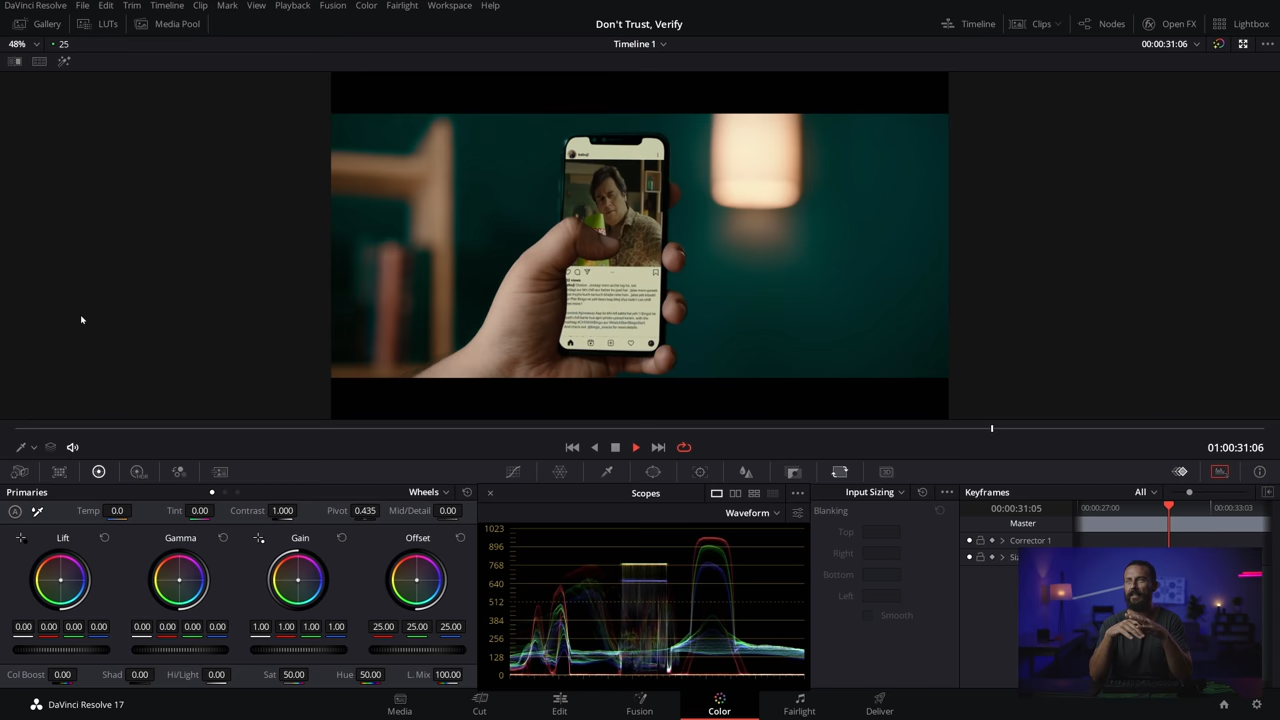 DaVinci Resolve File Edit Trim Timeline Clip Mark View Playback Fusion Color Fairlight Workspace Help
Gallery LUTs Media Pool Don't Trust, Verify Timeline Clips Nodes Open FX Lightbox
48% 25 Timeline 1 00:00:31:06
01:00:31:06
Primaries Wheels Scopes Input Sizing Keyframes All
Temp 0.0 Tint 0.00 Contrast 1.000 Pivot 0.435 Mid/Detail 0.00 Waveform Blanking 00:00:31:05 00:00:27:00 00:00:33:03
Master
Lift Gamma Gain Offset Top Corrector 1
Right
Bottom
Left
Smooth
1023
896
768
640
512
384
256
128
0
0.00 0.00 0.00 0.00 0.00 0.00 0.00 0.00 1.00 1.00 1.00 1.00 25.00 25.00 25.00
Col Boost 0.00 Shad 0.00 Hi/Light 0.00 Sat 50.00 Hue 50.00 L. Mix 100.00
DaVinci Resolve 17 Media Cut Edit Fusion Color Fairlight Deliver